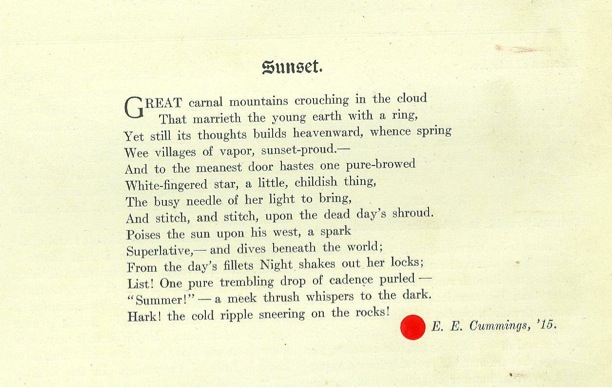 Sunset.
GREAT carnal mountains crouching in the cloud
That marrieth the young earth with a ring,
Yet still its thoughts builds heavenward, whence spring
Wee villages of vapor, sunset-proud.—
And to the meanest door hastes one pure-browed
White-fingered star, a little, childish thing,
The busy needle of her light to bring,
And stitch, and stitch, upon the dead day's shroud.
Poises the sun upon his west, a spark
Superlative,— and dives beneath the world;
From the day's fillets Night shakes out her locks;
List! One pure trembling drop of cadence purled —
"Summer!" — a meek thrush whispers to the dark.
Hark! the cold ripple sneering on the rocks!
E. E. Cummings, '15.